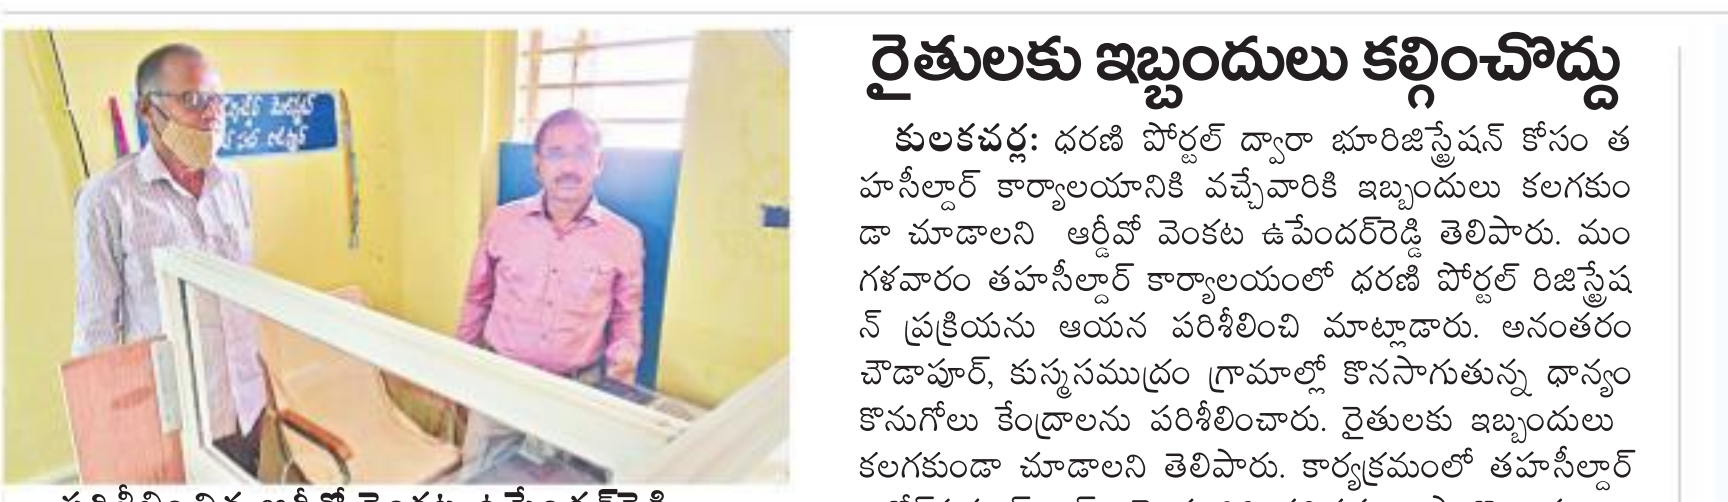 రైతులకు ఇబ్బందులు కల్గించొద్దు
కులకచర్ల: ధరణి పోర్టల్ ద్వారా భూరిజిస్ట్రేషన్ కోసం త
హసీల్దార్ కార్యాలయానికి వచ్చేవారికి ఇబ్బందులు కలగకుం
డా చూడాలని ఆర్డీవో వెంకట ఉపేందర్‌రెడ్డి తెలిపారు. మం
గళవారం తహసీల్దార్ కార్యాలయంలో ధరణి పోర్టల్ రిజిస్ట్రేష
న్ ప్రక్రియను ఆయన పరిశీలించి మాట్లాడారు. అనంతరం
చౌడాపూర్, కుస్మసముద్రం గ్రామాల్లో కొనసాగుతున్న ధాన్యం
కొనుగోలు కేంద్రాలను పరిశీలించారు. రైతులకు ఇబ్బందులు
కలగకుండా చూడాలని తెలిపారు. కార్యక్రమంలో తహసీల్దార్